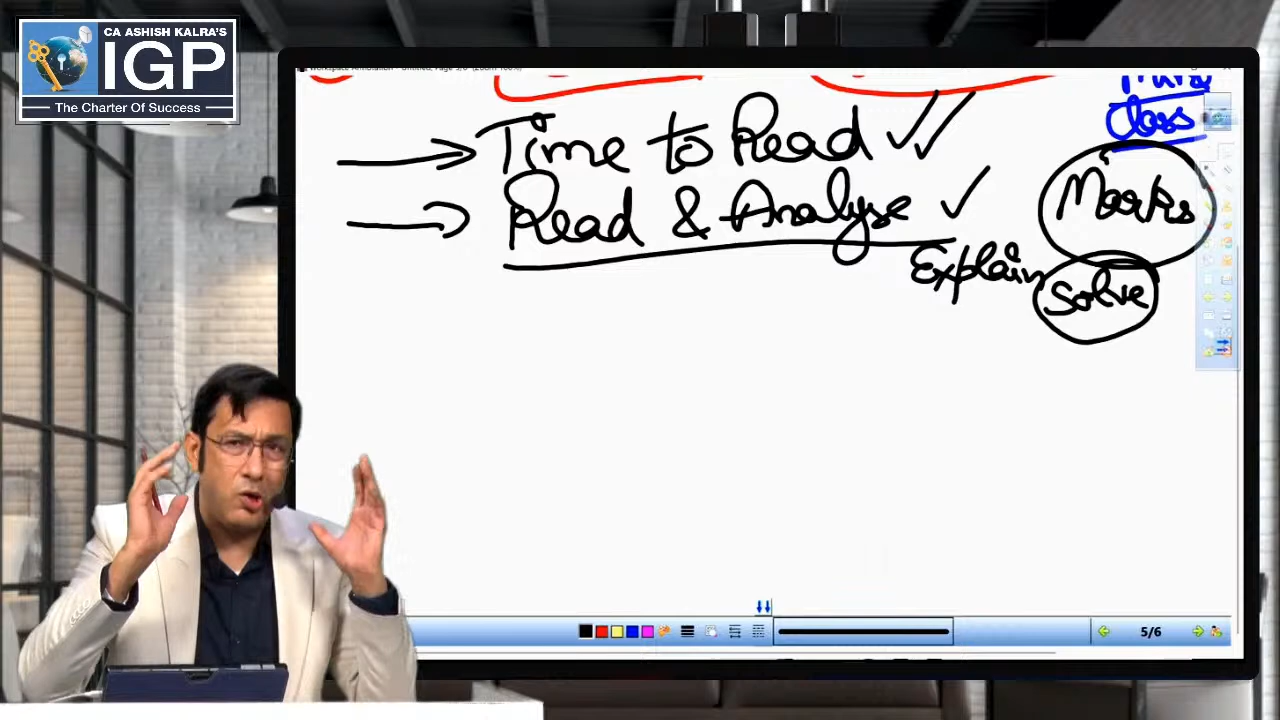 CA ASHISH KALRA'S
IGP
The Charter Of Success
Class
Time to Read
Read & Analyse
Marks
Explain
Solve
5/6